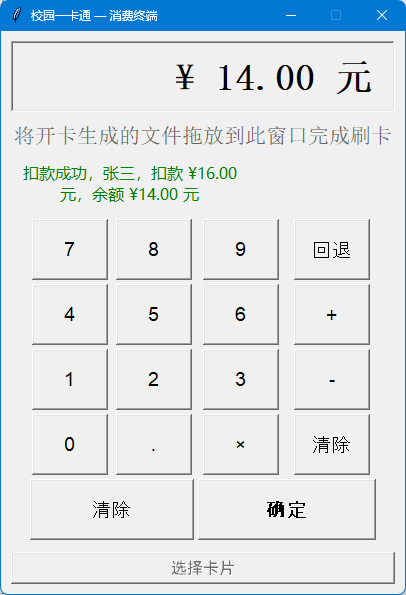 校园一卡通 — 消费终端
¥ 14.00 元
将开卡生成的文件拖放到此窗口完成刷卡
扣款成功，张三，扣款 ¥16.00
元，余额 ¥14.00 元
7 8 9 回退
4 5 6 +
1 2 3 -
0 . × 清除
清除 确定
选择卡片